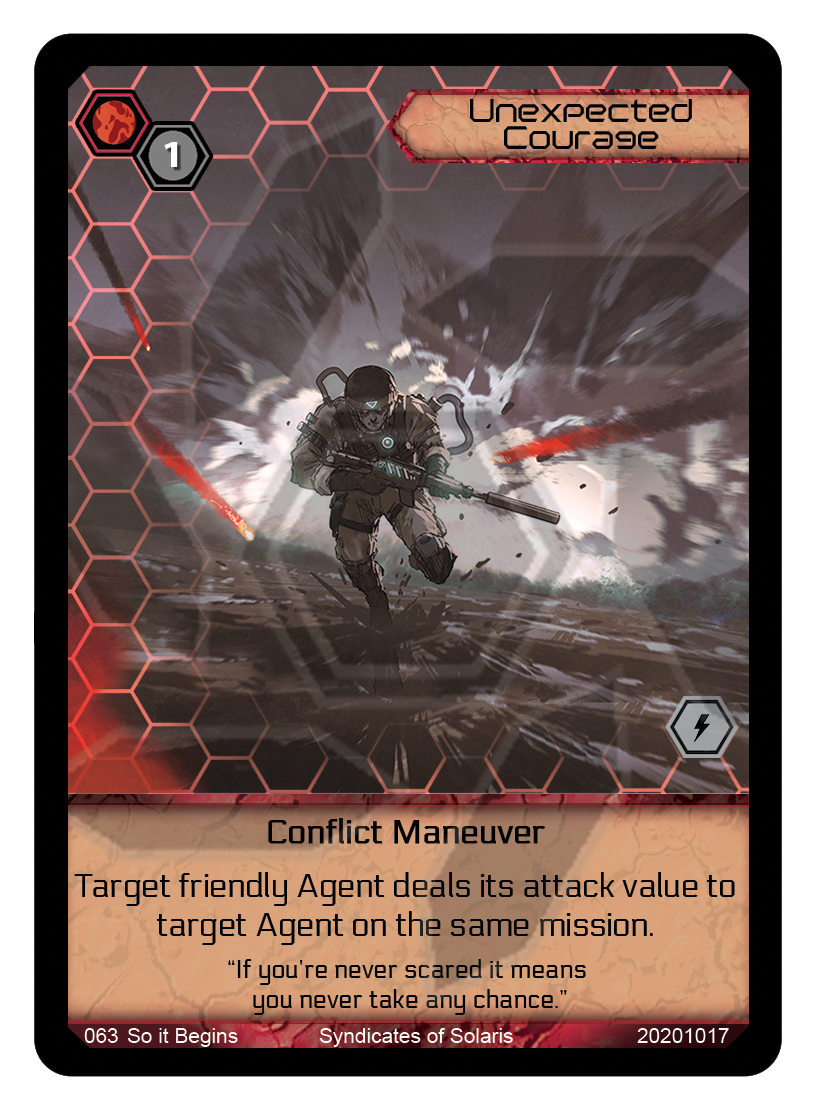 1
Unexpected
Courage
Conflict Maneuver
Target friendly Agent deals its attack value to
target Agent on the same mission.
“If you're never scared it means
you never take any chance.”
063 So it Begins Syndicates of Solaris 20201017